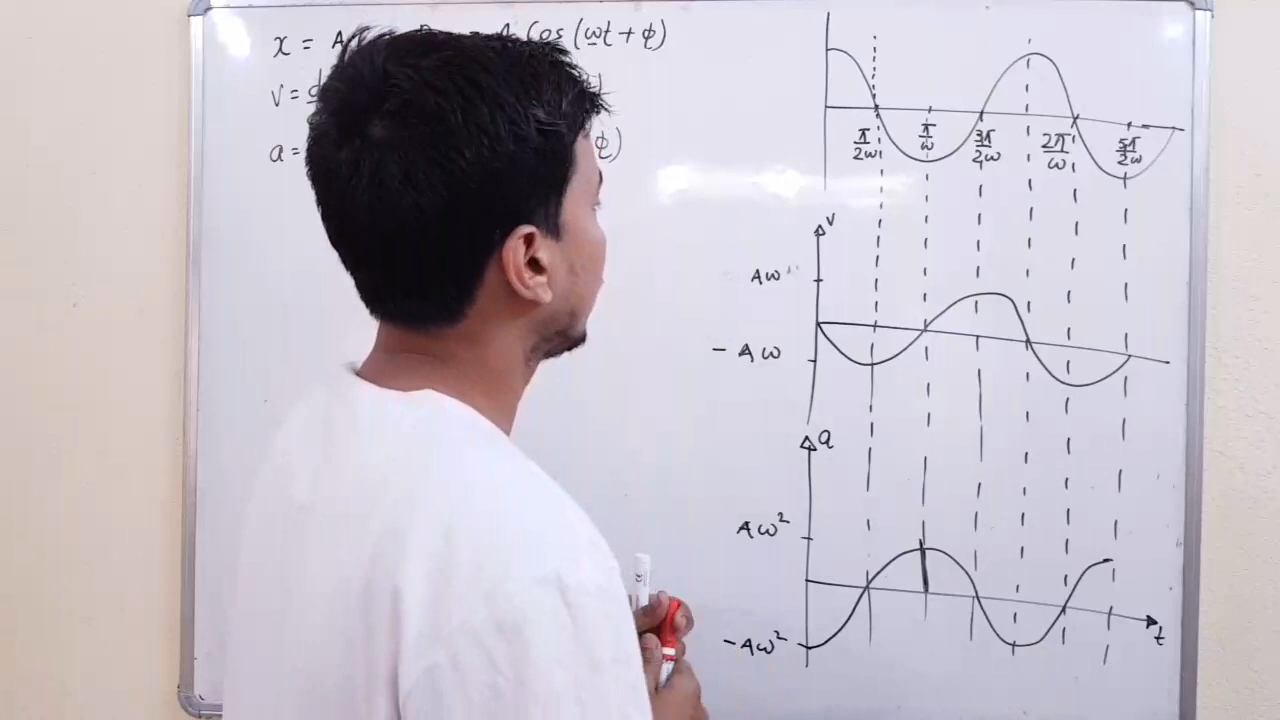 x = A Cos (ωt + ϕ)
v =
a = ϕ)
π/2ω π/ω 3π/2ω 2π/ω 5π/2ω
v
Aω
- Aω
a
Aω²
-Aω²
t